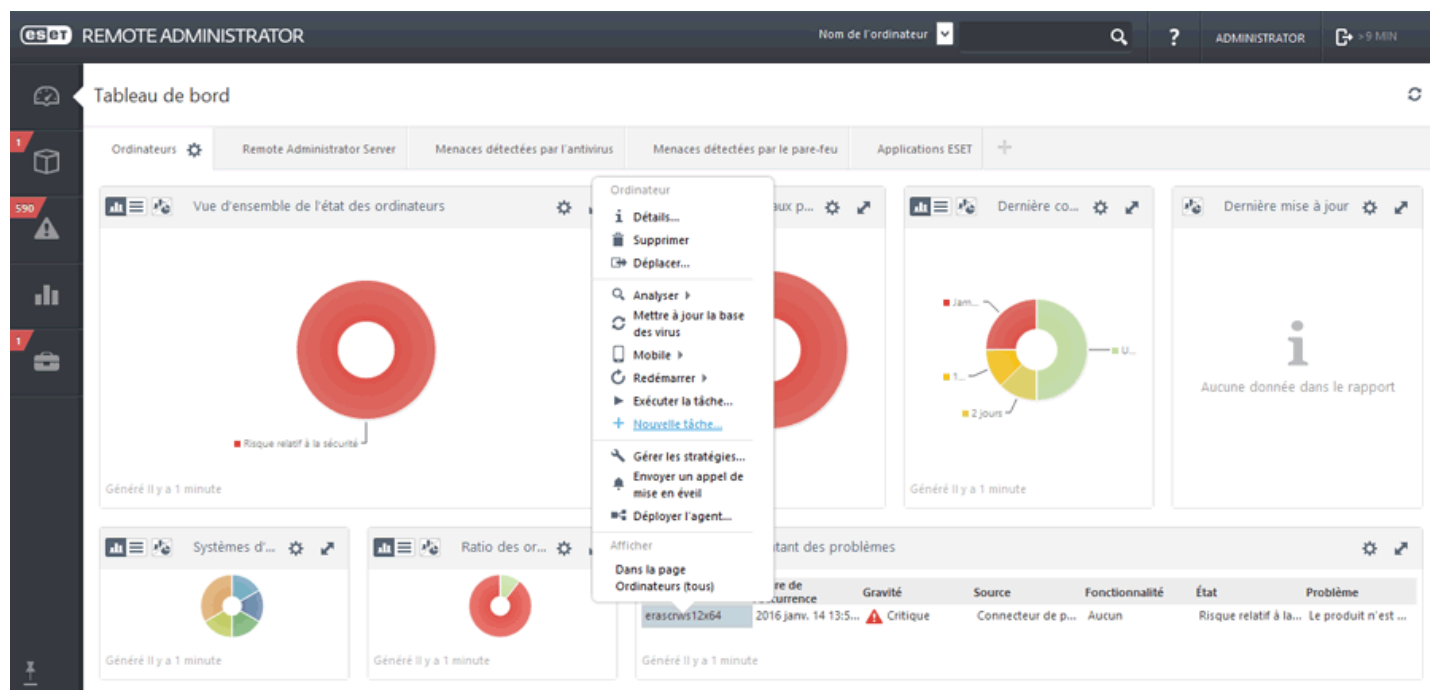 eset REMOTE ADMINISTRATOR
Nom de l'ordinateur
?
ADMINISTRATOR
>9 MIN
Tableau de bord
1
590
1
Ordinateurs
Remote Administrator Server
Menaces détectées par l'antivirus
Menaces détectées par le pare-feu
Applications ESET
+
Vue d'ensemble de l'état des ordinateurs
Risque relatif à la sécurité
Généré Il y a 1 minute
aux p...
Ordinateur
Détails...
Supprimer
Déplacer...
Analyser
Mettre à jour la base
des virus
Mobile
Redémarrer
Exécuter la tâche...
Nouvelle tâche...
Gérer les stratégies...
Envoyer un appel de
mise en éveil
Déployer l'agent...
Afficher
Dans la page
Ordinateurs (tous)
Dernière co...
Jam...
U...
1...
2 jours
Généré Il y a 1 minute
Dernière mise à jour
Aucune donnée dans le rapport
Systèmes d'...
Généré Il y a 1 minute
Ratio des or...
Généré Il y a 1 minute
des problèmes
de
Gravité
Source
Fonctionnalité
État
Problème
erascrws12x64
2016 janv. 14 13:5...
Critique
Connecteur de p...
Aucun
Risque relatif à la...
Le produit n'est ...
Généré Il y a 1 minute